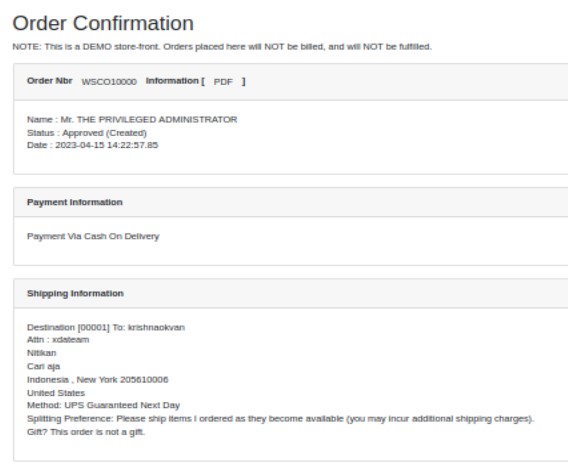 Order Confirmation
NOTE: This is a DEMO store-front. Orders placed here will NOT be billed, and will NOT be fulfilled.
Order Nbr WSCO10000 Information [ PDF ]
Name : Mr. THE PRIVILEGED ADMINISTRATOR
Status : Approved (Created)
Date : 2023-04-15 14:22:57.85
Payment Information
Payment Via Cash On Delivery
Shipping Information
Destination [00001] To: krishnaokvan
Attn : xdateam
Nitikan
Cari aja
Indonesia , New York 205610006
United States
Method: UPS Guaranteed Next Day
Splitting Preference: Please ship items I ordered as they become available (you may incur additional shipping charges).
Gift? This order is not a gift.